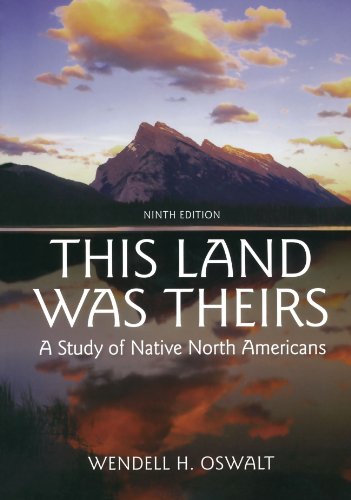 NINTH EDITION
THIS LAND
WAS THEIRS
A Study of Native North Americans
WENDELL H. OSWALT